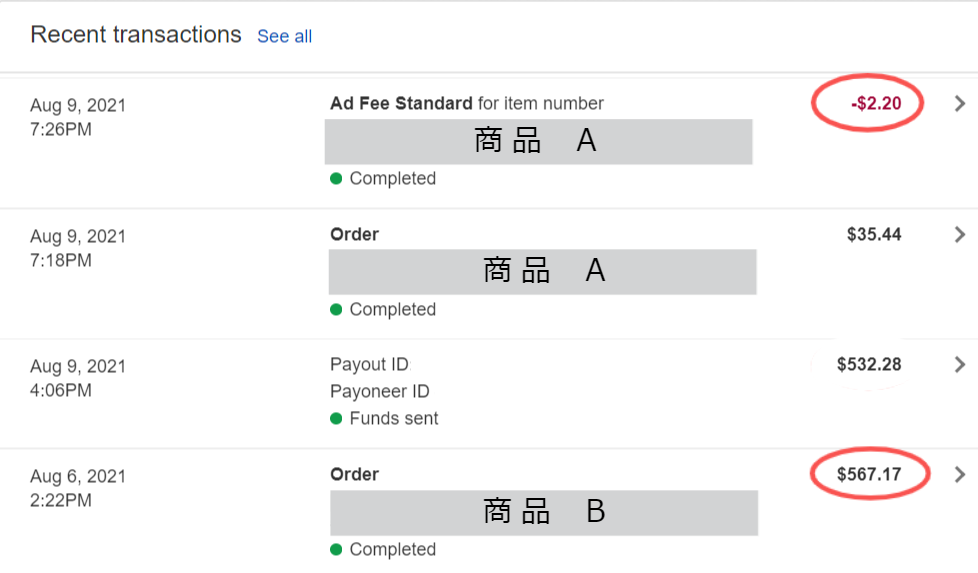 Recent transactions See all
Aug 9, 2021
7:26PM
Ad Fee Standard for item number
商品 A
Completed
-$2.20
Aug 9, 2021
7:18PM
Order
商品 A
Completed
$35.44
Aug 9, 2021
4:06PM
Payout ID
Payoneer ID
Funds sent
$532.28
Aug 6, 2021
2:22PM
Order
商品 B
Completed
$567.17